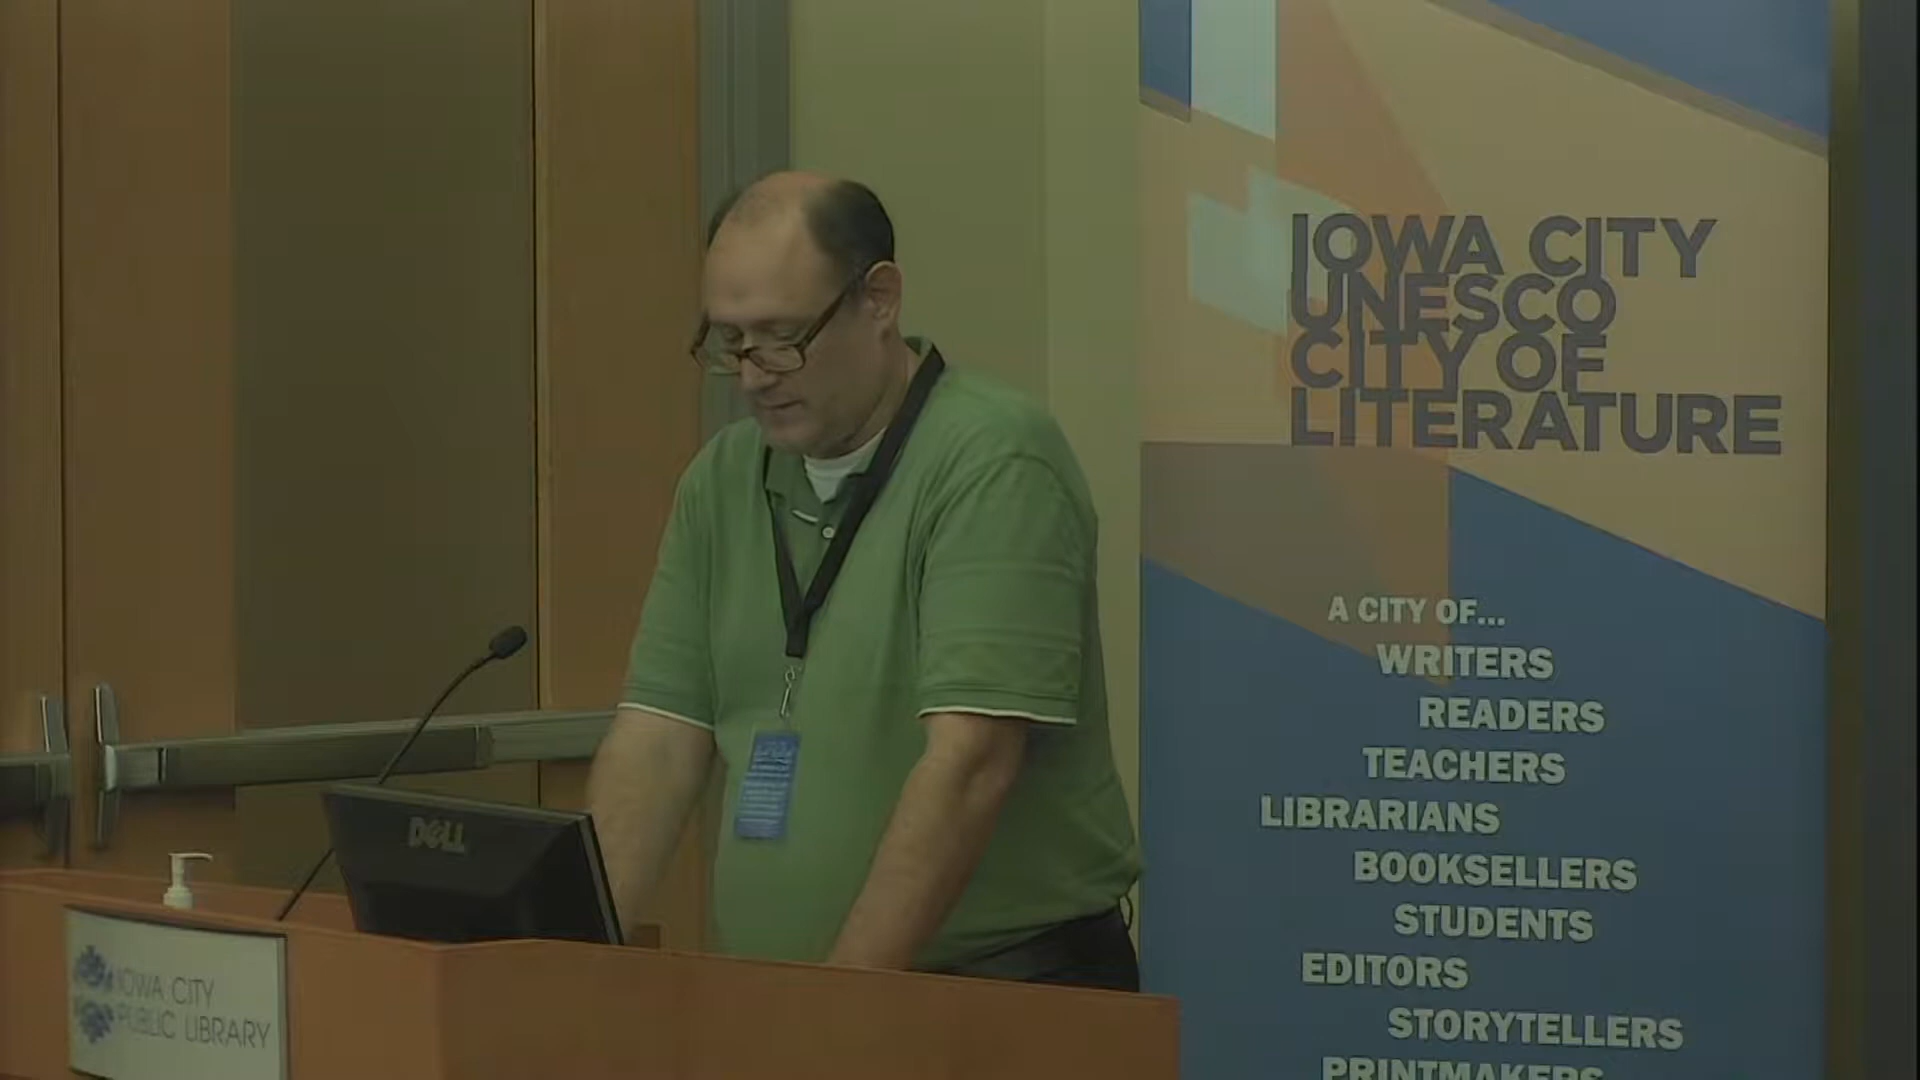 IOWA CITY
UNESCO
CITY OF
LITERATURE
A CITY OF...
WRITERS
READERS
TEACHERS
LIBRARIANS
BOOKSELLERS
STUDENTS
EDITORS
STORYTELLERS
PRINTMAKERS
DELL
IOWA CITY
PUBLIC LIBRARY